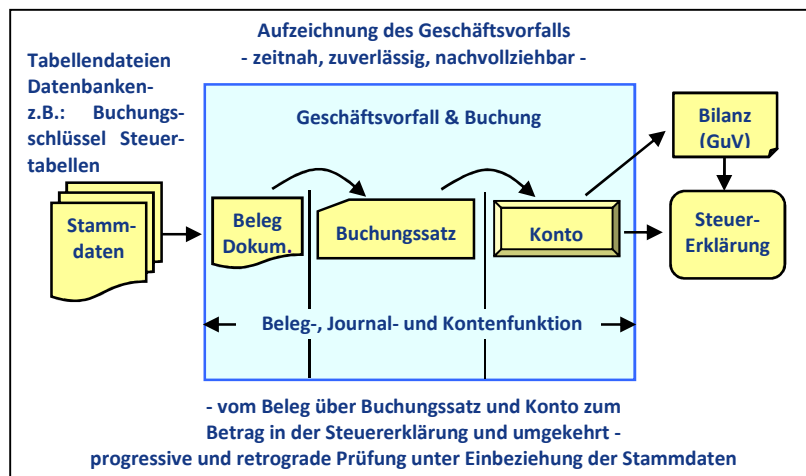 Aufzeichnung des Geschäftsvorfalls
- zeitnah, zuverlässig, nachvollziehbar -
Tabellendateien
Datenbanken-
z.B.: Buchungs-
schlüssel Steuer-
tabellen
Geschäftsvorfall & Buchung
Bilanz
(GuV)
Stamm-
daten
Beleg
Dokum.
Buchungssatz
Konto
Steuer-
Erklärung
Beleg-, Journal- und Kontenfunktion
- vom Beleg über Buchungssatz und Konto zum
Betrag in der Steuererklärung und umgekehrt -
progressive und retrograde Prüfung unter Einbeziehung der Stammdaten